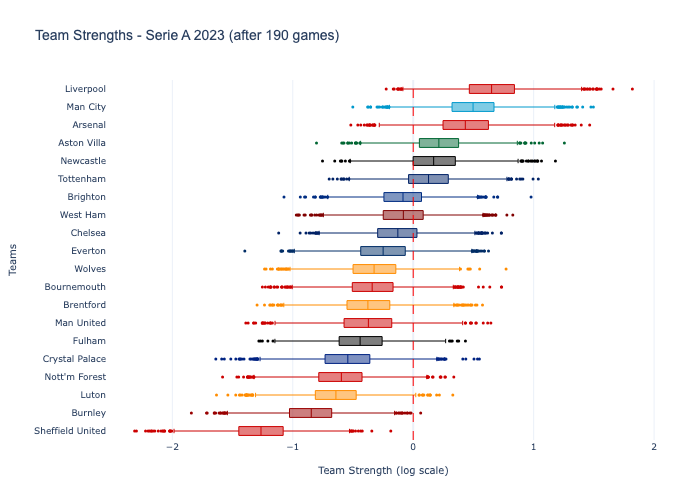 Team Strengths - Serie A 2023 (after 190 games)
Liverpool
Man City
Arsenal
Aston Villa
Newcastle
Tottenham
Brighton
West Ham
Chelsea
Everton
Wolves
Bournemouth
Brentford
Man United
Fulham
Crystal Palace
Nott'm Forest
Luton
Burnley
Sheffield United
Teams
−2 −1 0 1 2
Team Strength (log scale)